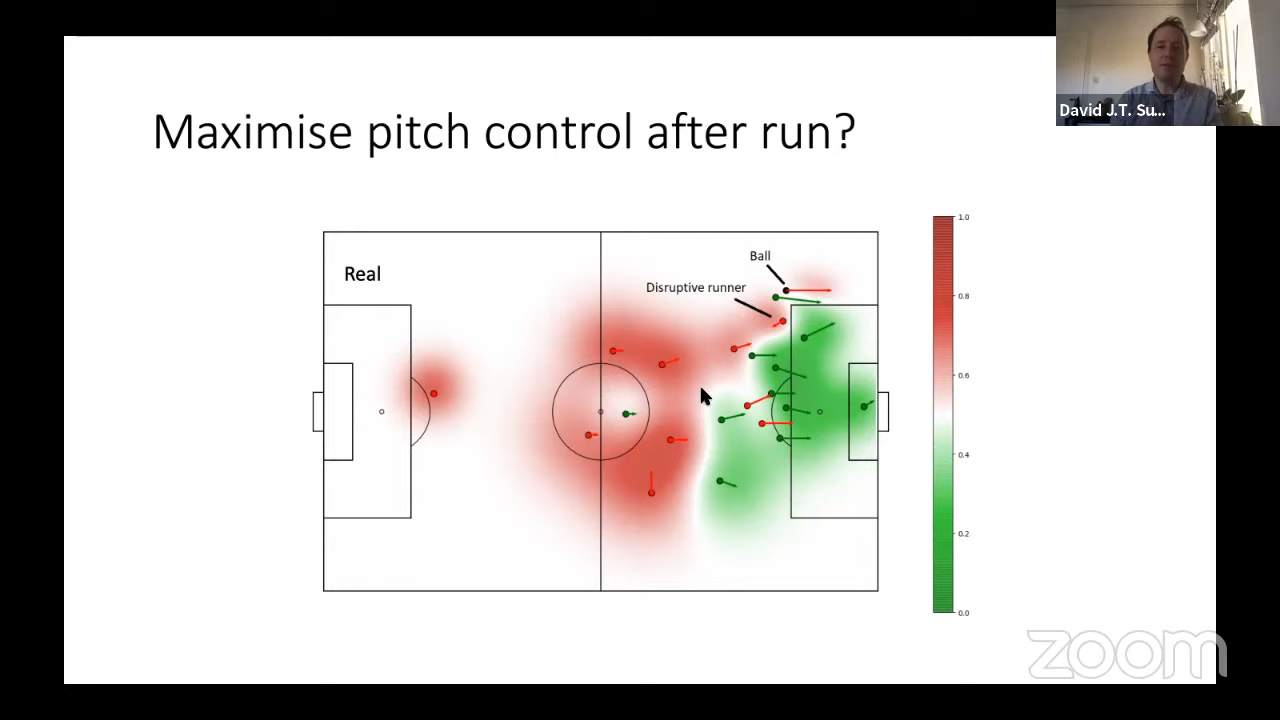 David J.T. Su...
Maximise pitch control after run?
Real
Ball
Disruptive runner
1.0
0.8
0.6
0.4
0.2
0.0
zoom